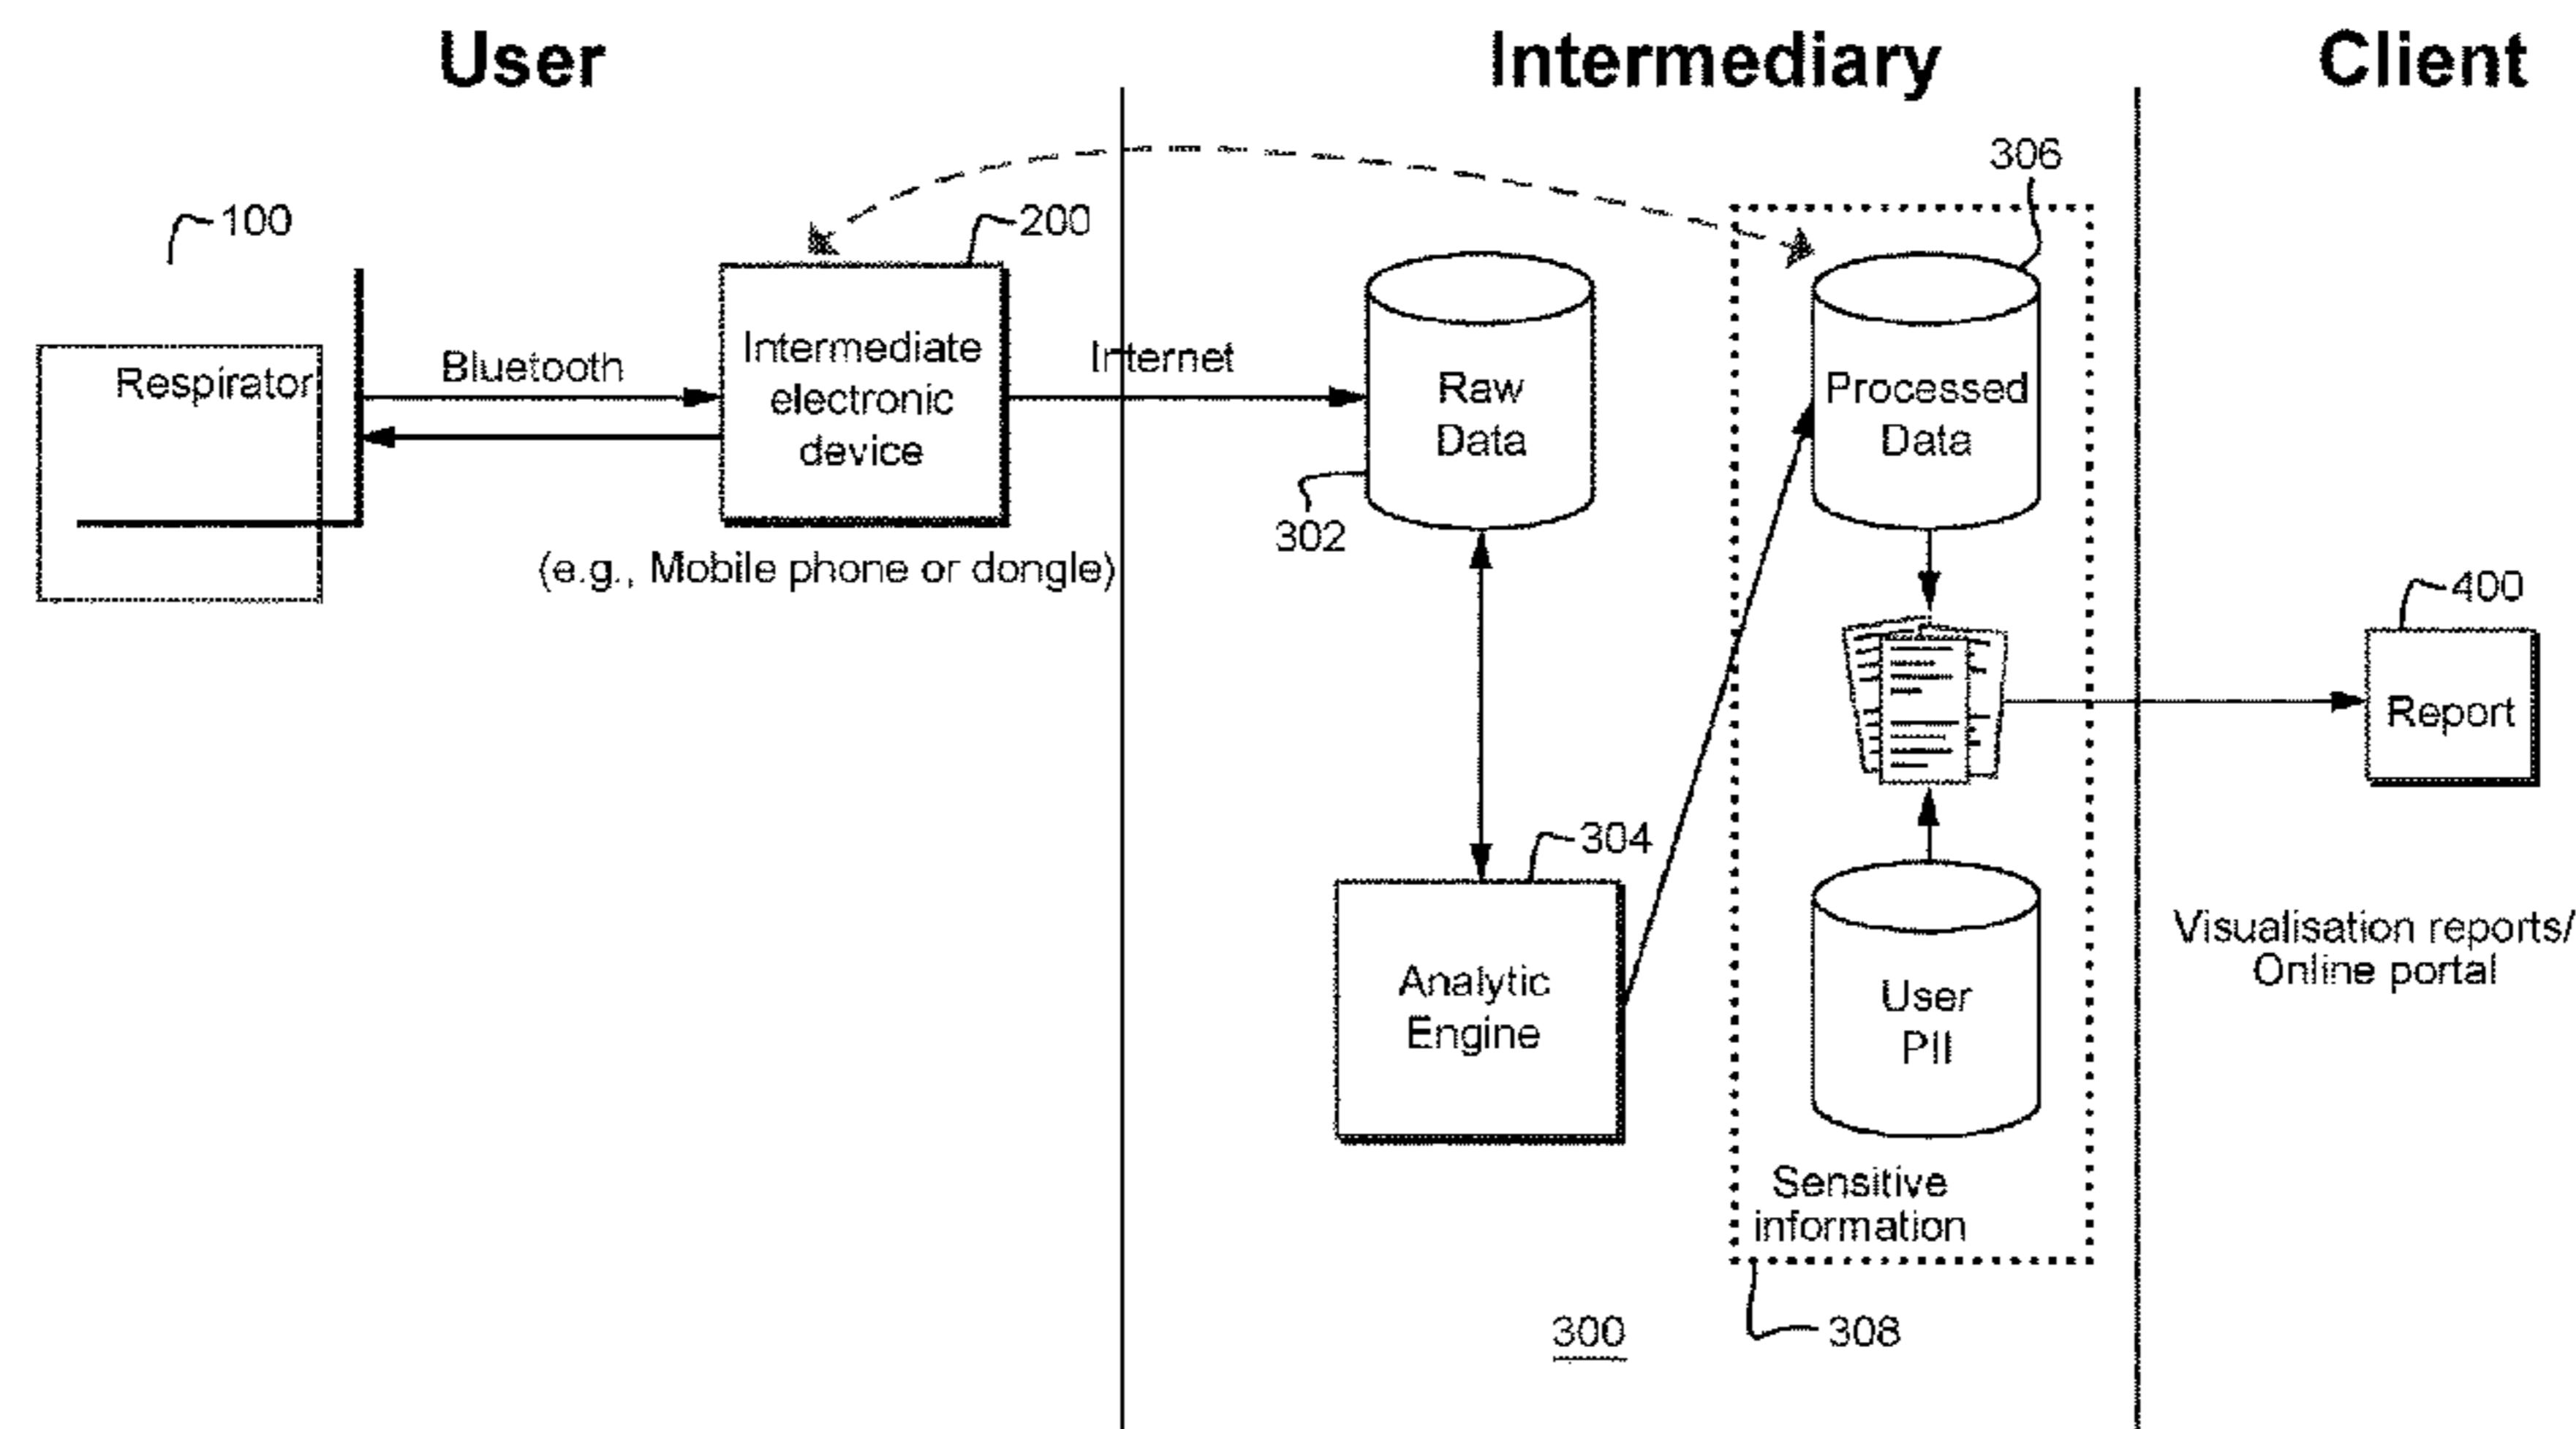 User
Intermediary
Client
306
100
200
Respirator
Bluetooth
Intermediate
electronic
device
Internet
Raw
Data
Processed
Data
302
(e.g., Mobile phone or dongle)
400
Report
304
Analytic
Engine
User
PII
Visualisation reports/
Online portal
Sensitive
information
300
308